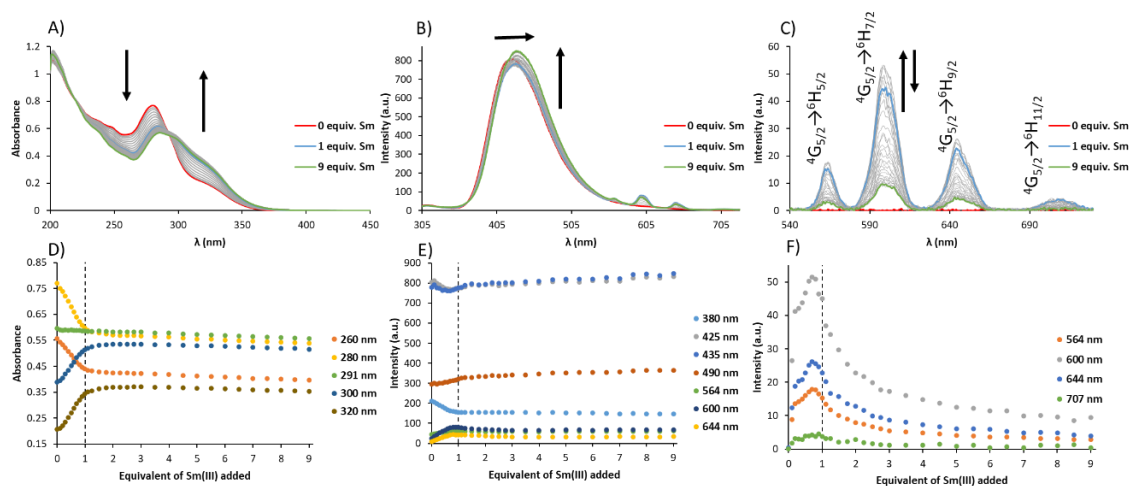 A)
1.2
1
0.8
0.6
0.4
0.2
0
200
250
300
350
400
450
Absorbance
λ (nm)
0 equiv. Sm
1 equiv. Sm
9 equiv. Sm
B)
800
700
600
500
400
300
200
100
0
305
405
505
605
705
Intensity (a.u.)
λ (nm)
0 equiv. Sm
1 equiv. Sm
9 equiv. Sm
C)
60
50
40
30
20
10
0
540
590
640
690
Intensity (a.u.)
λ (nm)
⁴G5/2→⁶H5/2
⁴G5/2→⁶H7/2
⁴G5/2→⁶H9/2
⁴G5/2→⁶H11/2
0 equiv. Sm
1 equiv. Sm
9 equiv. Sm
D)
0.85
0.75
0.65
0.55
0.45
0.35
0.25
0.15
0 1 2 3 4 5 6 7 8 9
Absorbance
Equivalent of Sm(III) added
260 nm
280 nm
291 nm
300 nm
320 nm
E)
900
800
700
600
500
400
300
200
100
0
0 1 2 3 4 5 6 7 8 9
Intensity (a.u.)
Equivalent of Sm(III) added
380 nm
425 nm
435 nm
490 nm
564 nm
600 nm
644 nm
F)
50
40
30
20
10
0
0 1 2 3 4 5 6 7 8 9
Intensity (a.u.)
Equivalent of Sm(III) added
564 nm
600 nm
644 nm
707 nm